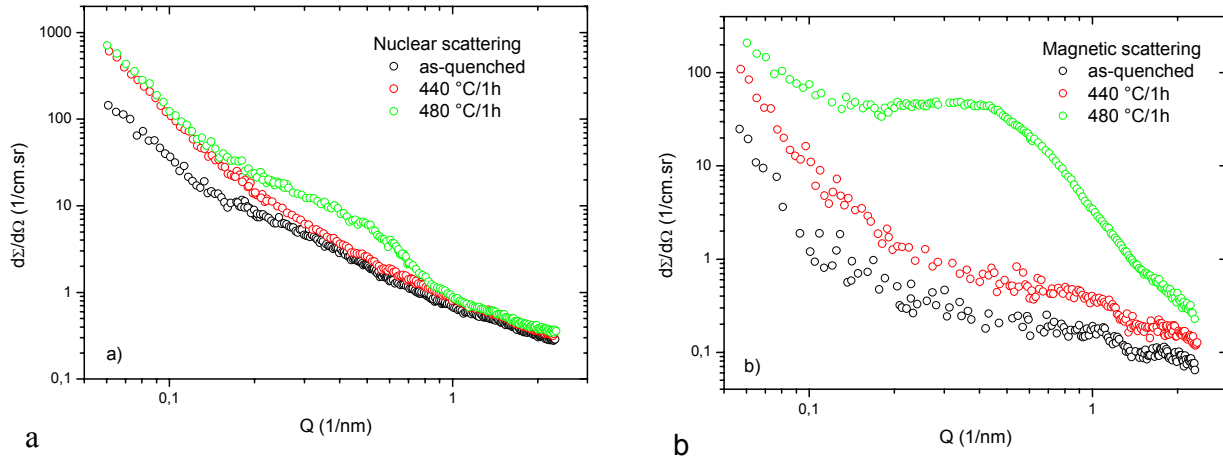 1000
100
10
1
0,1
dΣ/dΩ (1/cm.sr)
Nuclear scattering
as-quenched
440 °C/1h
480 °C/1h
a)
0,1 1
Q (1/nm)
a
100
10
1
0,1
dΣ/dΩ (1/cm.sr)
Magnetic scattering
as-quenched
440 °C/1h
480 °C/1h
b)
0,1 1
Q (1/nm)
b